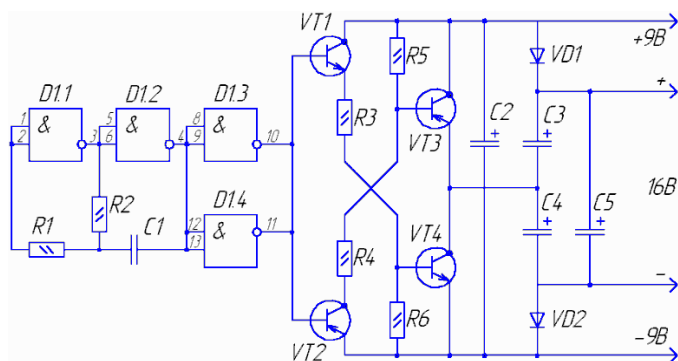 VT1
R5
+9В
VD1
D1.1
D1.2
D1.3
+
1
2
&
3
5
6
&
4
8
9
&
10
R3
VT3
C2
+
C3
+
R2
D1.4
C4
+
C5
+
16В
R1
C1
12
13
&
11
R4
VT4
–
VT2
R6
VD2
–9В